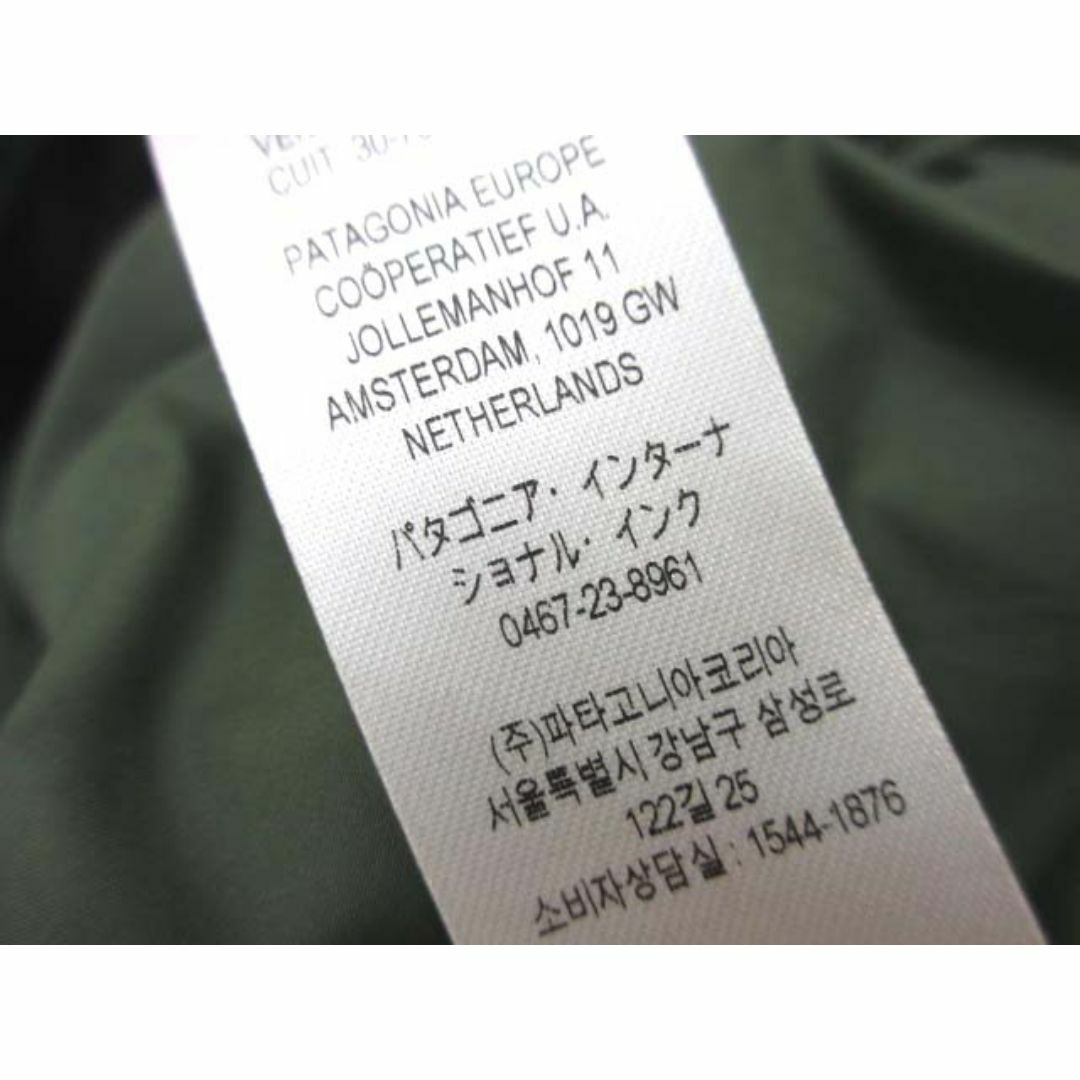 CUIT
PATAGONIA EUROPE
COÖPERATIEF U.A.
JOLLEMANHOF 11
AMSTERDAM, 1019 GW
NETHERLANDS
パタゴニア・インターナ
ショナル・インク
0467-23-8961
(주)파타고니아코리아
서울특별시 강남구 삼성로
122길 25
소비자상담실 : 1544-1876